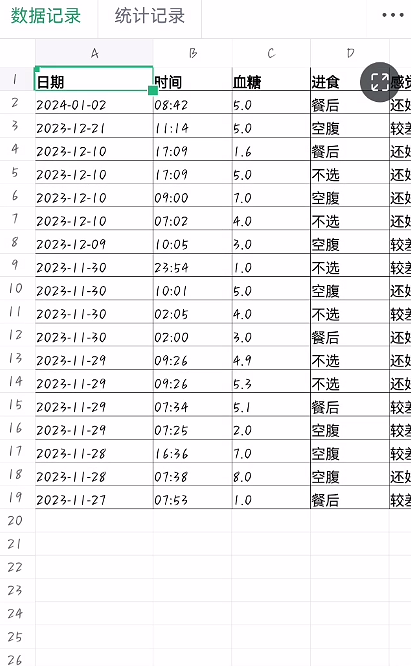 数据记录 统计记录
A B C D
1 日期 时间 血糖 进食
2 2024-01-02 08:42 5.0 餐后 还
3 2023-12-21 11:14 5.0 空腹 还
4 2023-12-10 17:09 1.6 餐后 还
5 2023-12-10 17:09 5.0 不选 还
6 2023-12-10 09:00 7.0 空腹 还
7 2023-12-10 07:02 4.0 不选 还
8 2023-12-09 10:05 3.0 空腹 较
9 2023-11-30 23:54 1.0 不选 较
10 2023-11-30 10:01 5.0 空腹 还
11 2023-11-30 02:05 4.0 不选 较
12 2023-11-30 02:00 3.0 餐后 还
13 2023-11-29 09:26 4.9 不选 还
14 2023-11-29 09:26 5.3 不选 还
15 2023-11-29 07:34 5.1 餐后 较
16 2023-11-29 07:25 2.0 空腹 较
17 2023-11-28 16:36 7.0 空腹 较
18 2023-11-28 07:38 8.0 空腹 还
19 2023-11-27 07:53 1.0 餐后 较
20
21
22
23
24
25
26